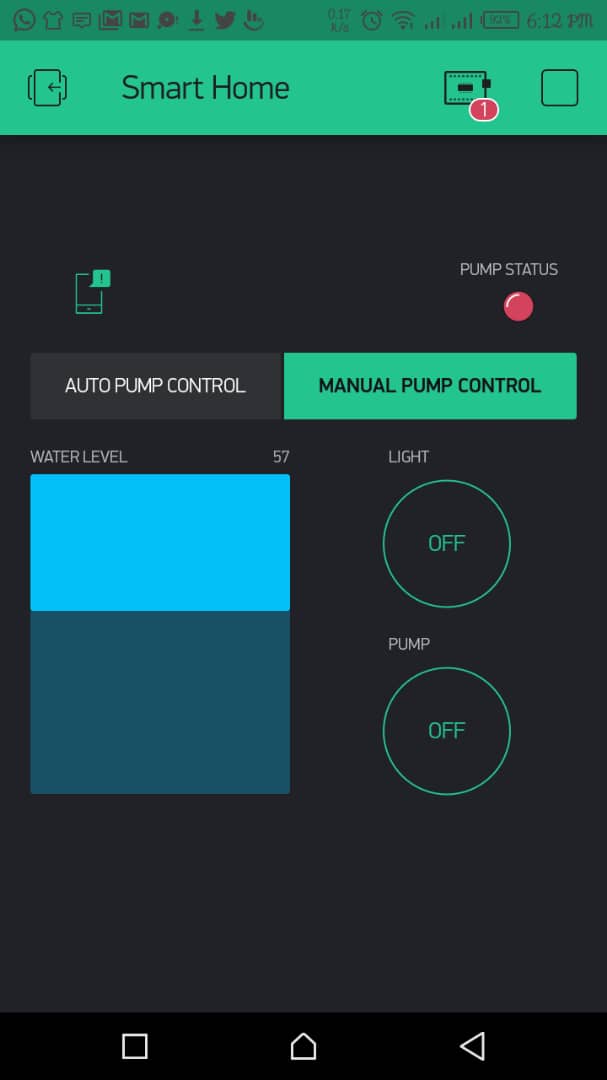 0.17
K/s
92%
6:12 PM
Smart Home
1
PUMP STATUS
AUTO PUMP CONTROL
MANUAL PUMP CONTROL
WATER LEVEL 57
LIGHT
OFF
PUMP
OFF